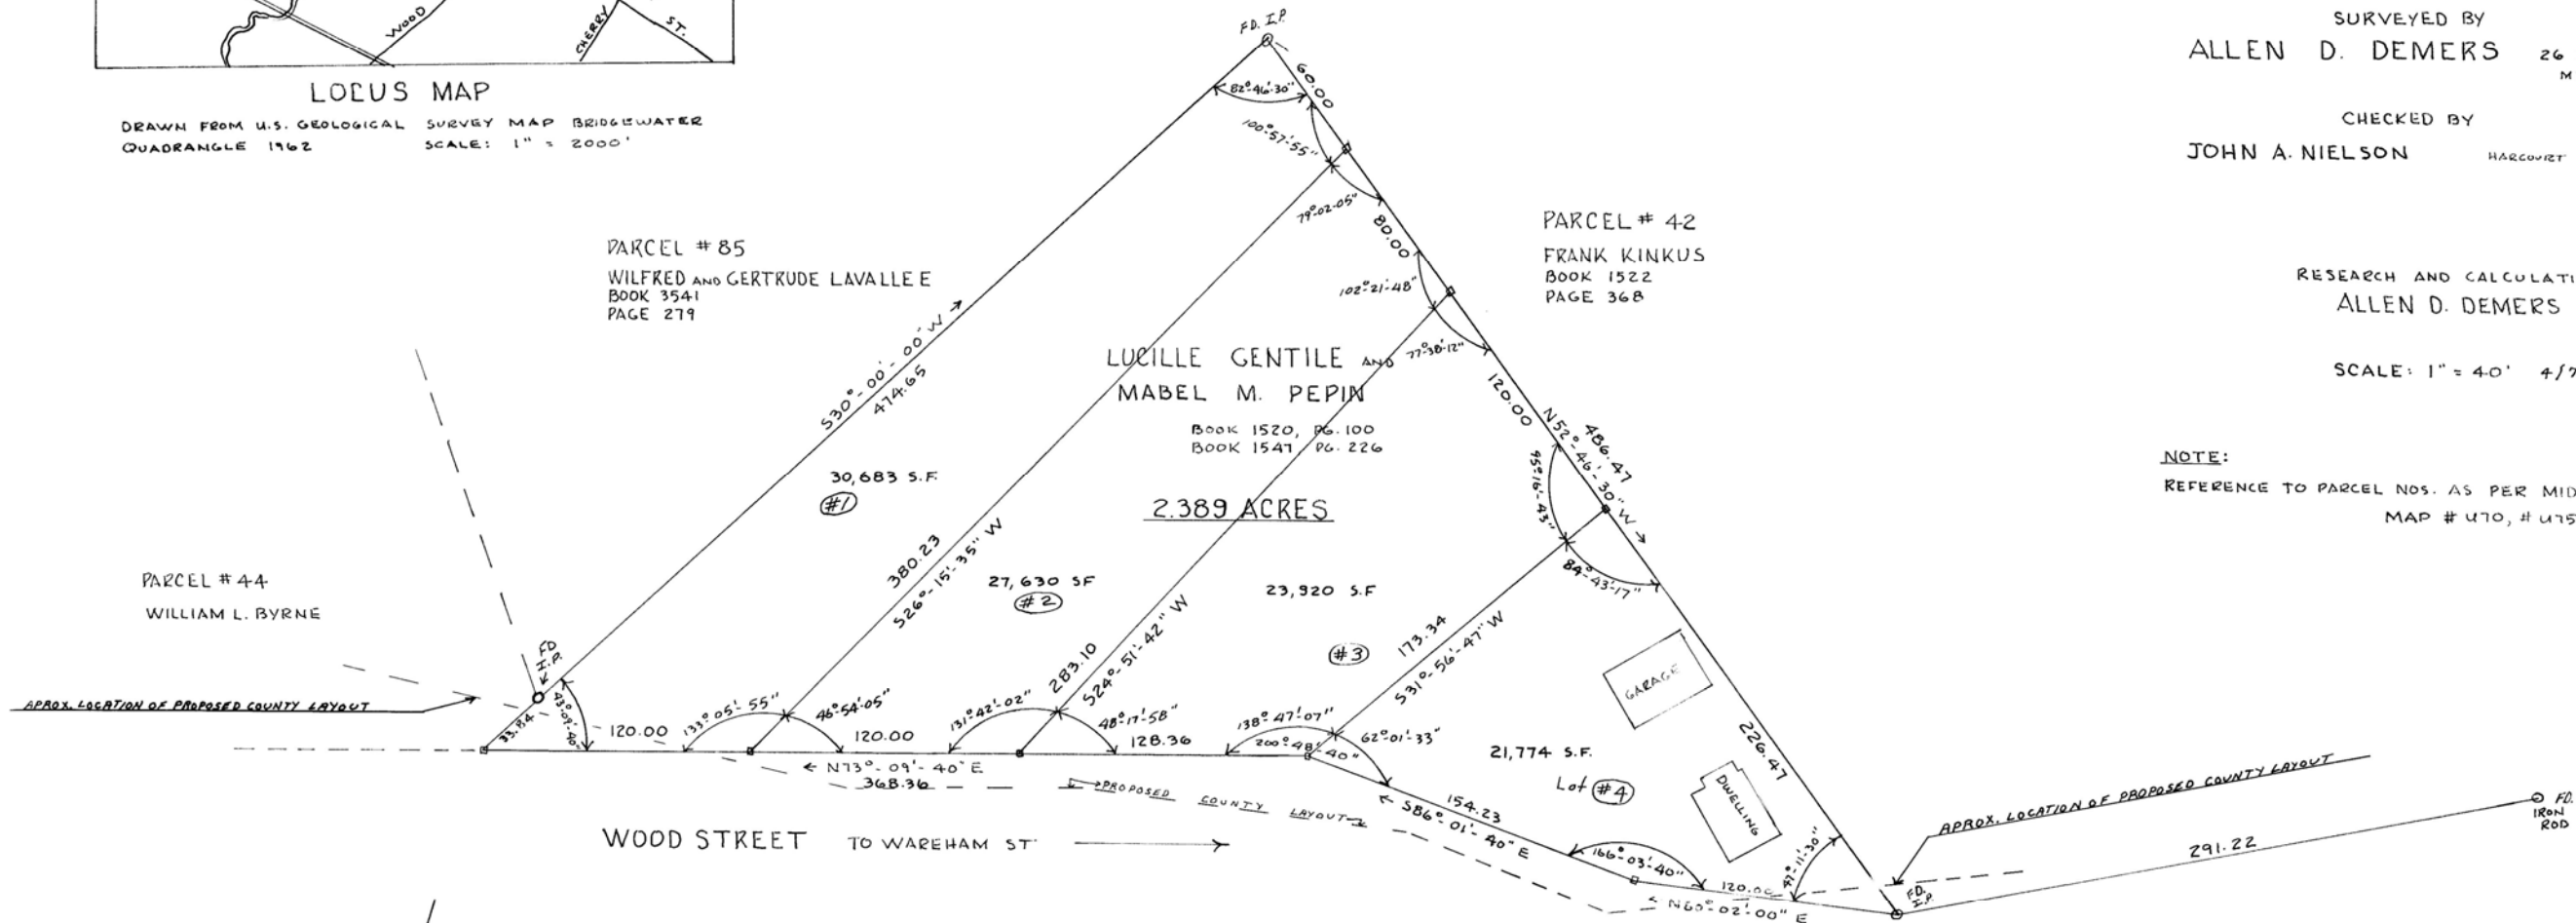 WOOD
CHERRY
ST.
LOCUS MAP
DRAWN FROM U.S. GEOLOGICAL SURVEY MAP BRIDGEWATER
QUADRANGLE 1962 SCALE: 1" = 2000'
SURVEYED BY
ALLEN D. DEMERS 26
M
CHECKED BY
JOHN A. NIELSON HARCOURT
RESEARCH AND CALCULATI
ALLEN D. DEMERS
SCALE: 1" = 40' 4/7
NOTE:
REFERENCE TO PARCEL NOS. AS PER MID
MAP # U70, # U75
FD. I.P.
60.00
82°-46'-30"
100°-57'-55"
79°-02'-05"
80.00
102°-21'-48"
77°-38'-12"
120.00
PARCEL # 85
WILFRED AND GERTRUDE LAVALLEE
BOOK 3541
PAGE 279
PARCEL # 42
FRANK KINKUS
BOOK 1522
PAGE 368
S30°-00'-00" W
474.65
LUCILLE GENTILE AND
MABEL M. PEPIN
BOOK 1520, PG. 100
BOOK 1547, PG. 226
2.389 ACRES
486.47
N52°-46'-30" W
95°-16'-43"
84°-43'-17"
30,683 S.F.
#1
380.23
S26°-15'-35" W
27,630 SF
#2
283.10
S24°-51'-42" W
23,920 S.F
#3
173.34
S31°-56'-47" W
GARAGE
226.47
PARCEL # 44
WILLIAM L. BYRNE
APROX. LOCATION OF PROPOSED COUNTY LAYOUT
FD.
H.P.
33.84
43°-09'-40"
120.00
133°-05'-55"
46°-54'-05"
120.00
131°-42'-02"
48°-17'-58"
128.36
138°-47'-07"
200°-48'-40"
62°-01'-33"
21,774 S.F.
Lot #4
DWELLING
N73°-09'-40" E
368.36
PROPOSED COUNTY LAYOUT
154.23
S86°-01'-40" E
166°-03'-40"
120.00
47°-11'-30"
N60°-02'-00" E
FD.
H.P.
APROX. LOCATION OF PROPOSED COUNTY LAYOUT
291.22
FD.
IRON
ROD
WOOD STREET TO WAREHAM ST